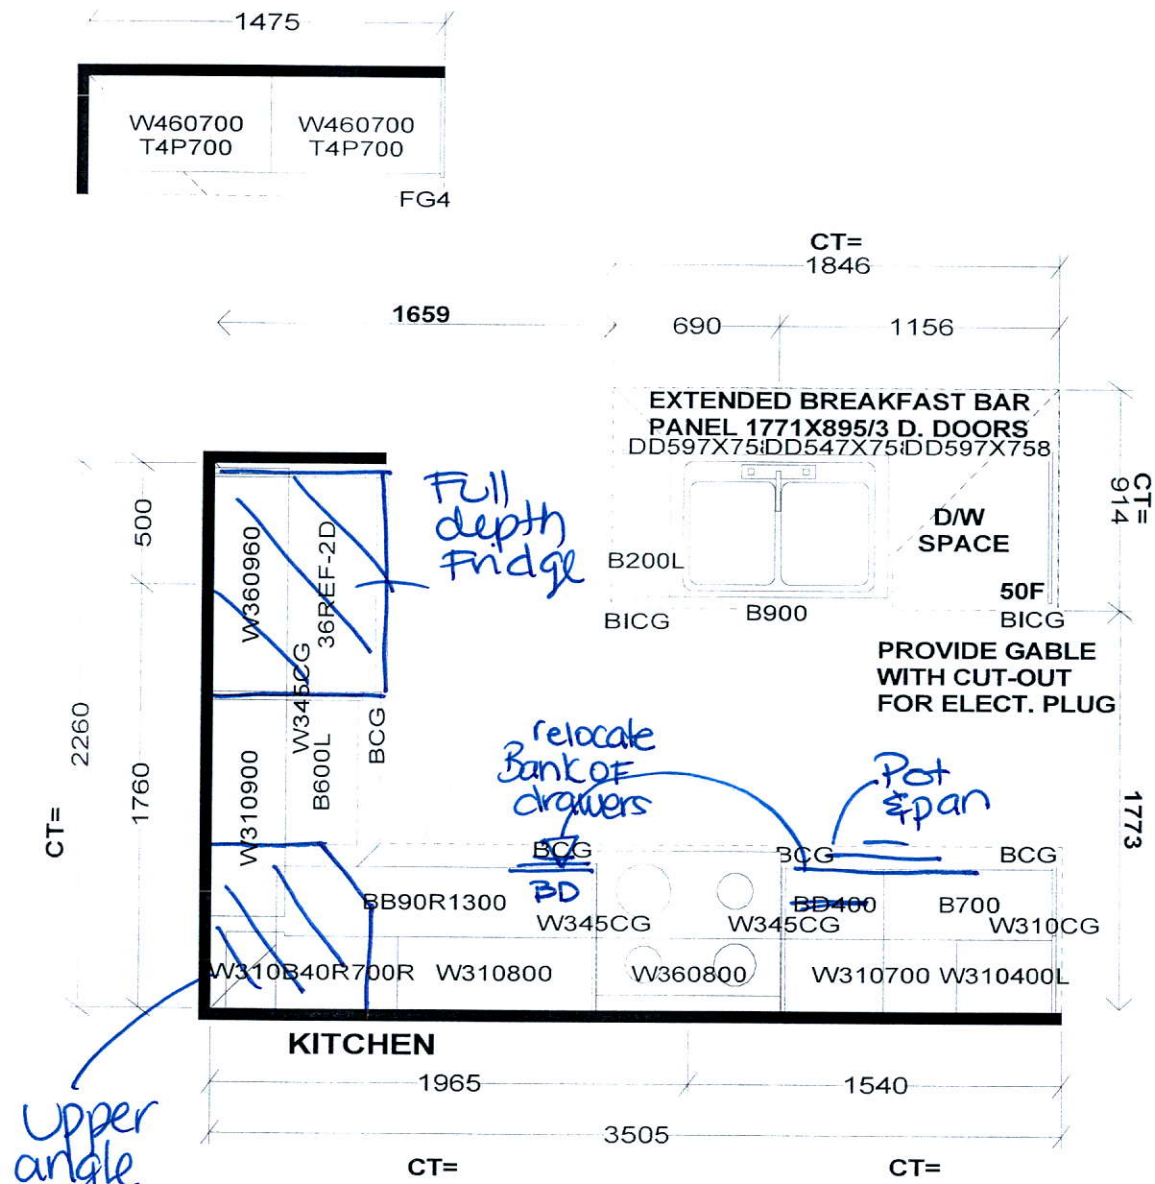 1475
W460700 W460700
T4P700 T4P700
FG4
CT=
1846
1659
690 1156
EXTENDED BREAKFAST BAR
PANEL 1771X895/3 D. DOORS
DD597X758 DD547X758 DD597X758
CT=
914
D/W
SPACE
B200L
50F
BICG B900 BICG
PROVIDE GABLE
WITH CUT-OUT
FOR ELECT. PLUG
Full
depth
Fridge
500
W360960
36REF-2D
W345CG
BCG
B600L
W310900
2260
1760
CT=
relocate
Bank OF
drawers
Pot
& pan
1773
BCG BCG BCG
BD
BB90R1300 BD400 B700
W345CG W345CG W310CG
W310B40R700R W310800 W360800 W310700 W310400L
KITCHEN
1965 1540
3505
CT= CT=
Upper
angle